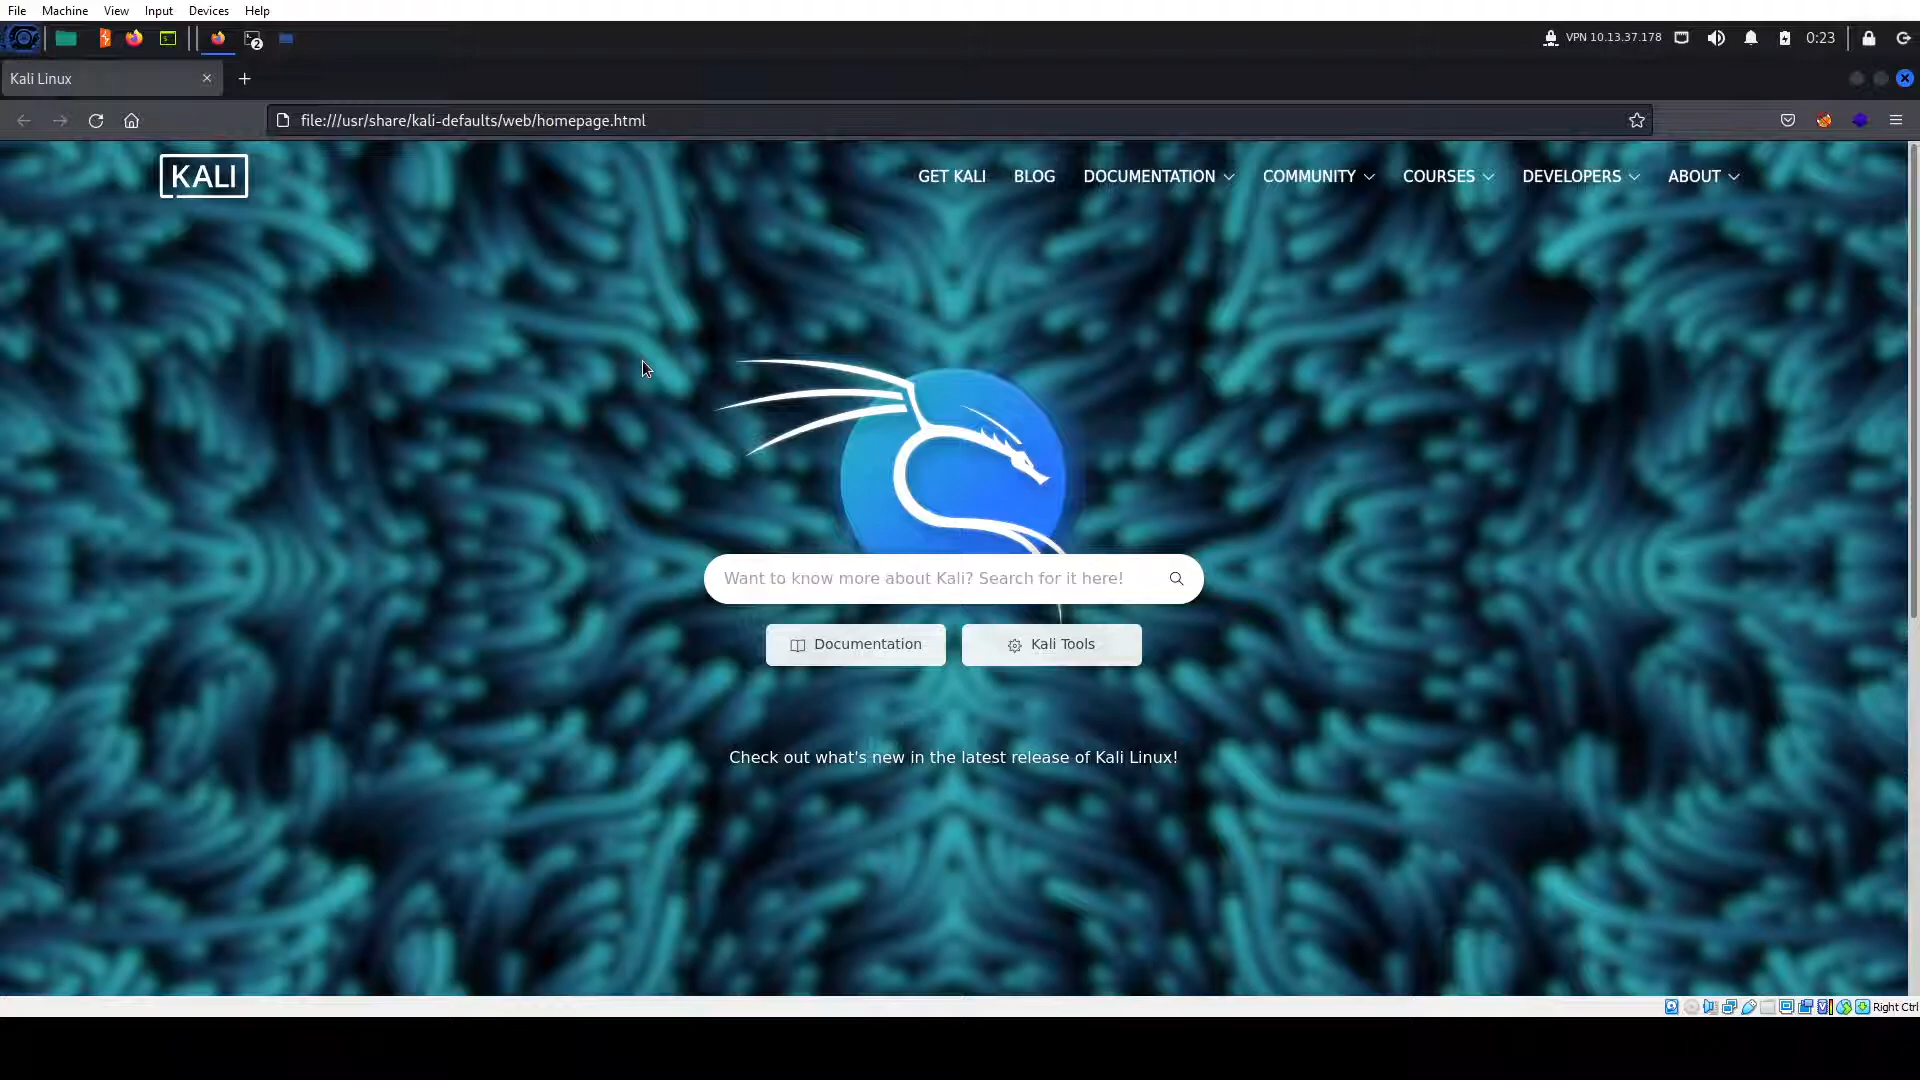 File Machine View Input Devices Help
2
VPN 10.13.37.178
0:23
Kali Linux
file:///usr/share/kali-defaults/web/homepage.html
KALI
GET KALI BLOG DOCUMENTATION COMMUNITY COURSES DEVELOPERS ABOUT
Want to know more about Kali? Search for it here!
Documentation
Kali Tools
Check out what's new in the latest release of Kali Linux!
Right Ctrl